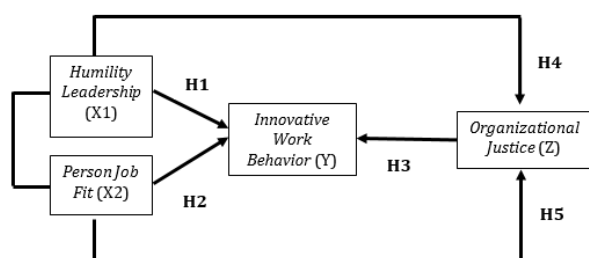 Humility
Leadership
(X1)
H1
H4
Innovative
Work
Behavior (Y)
Organizational
Justice (Z)
H3
Person Job
Fit (X2)
H2
H5